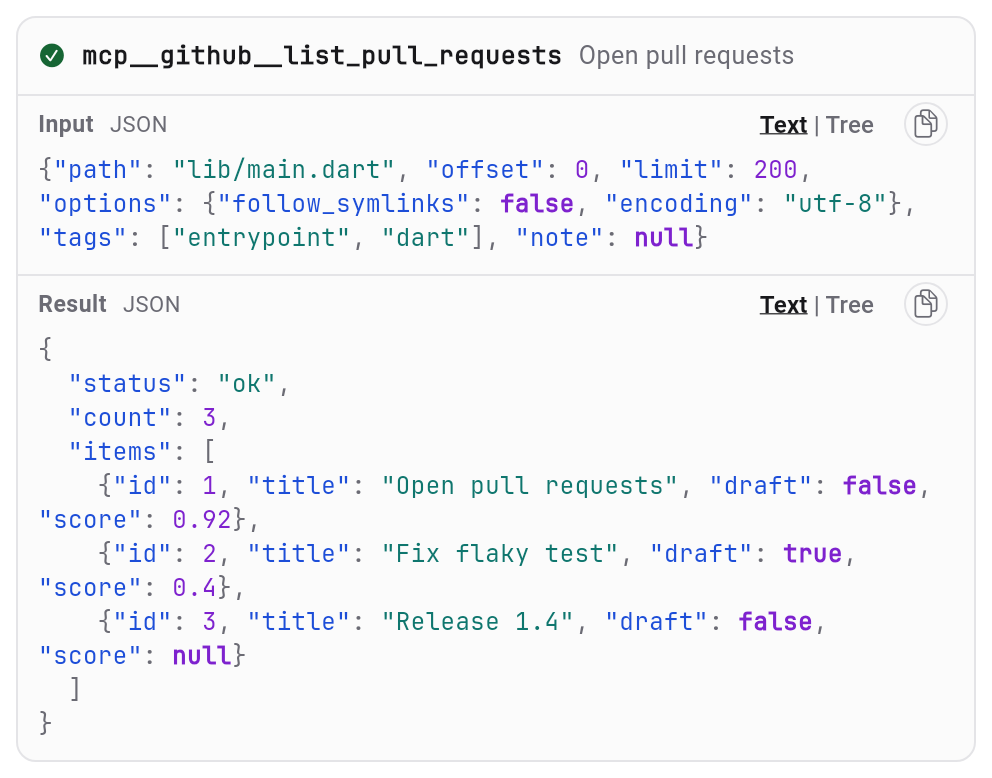 mcp__github__list_pull_requests Open pull requests
Input JSON Text | Tree
{"path": "lib/main.dart", "offset": 0, "limit": 200,
"options": {"follow_symlinks": false, "encoding": "utf-8"},
"tags": ["entrypoint", "dart"], "note": null}
Result JSON Text | Tree
{
  "status": "ok",
  "count": 3,
  "items": [
    {"id": 1, "title": "Open pull requests", "draft": false,
"score": 0.92},
    {"id": 2, "title": "Fix flaky test", "draft": true,
"score": 0.4},
    {"id": 3, "title": "Release 1.4", "draft": false,
"score": null}
  ]
}